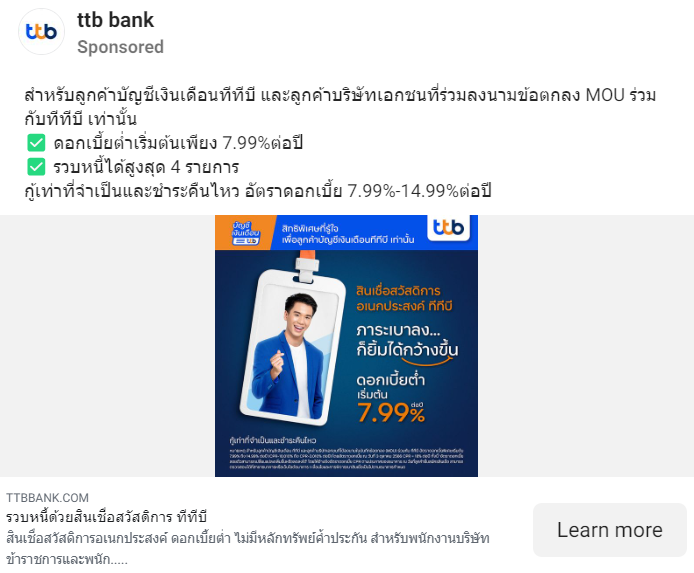 ttb bank
Sponsored
สำหรับลูกค้าบัญชีเงินเดือนทีทีบี และลูกค้าบริษัทเอกชนที่ร่วมลงนามข้อตกลง MOU ร่วม
กับทีทีบี เท่านั้น
✅ ดอกเบี้ยต่ำเริ่มต้นเพียง 7.99%ต่อปี
✅ รวบหนี้ได้สูงสุด 4 รายการ
กู้เท่าที่จำเป็นและชำระคืนไหว อัตราดอกเบี้ย 7.99%-14.99%ต่อปี
บัญชี
เงินเดือน
ttb
สิทธิพิเศษที่รู้ใจ
เพื่อลูกค้าบัญชีเงินเดือนทีทีบี เท่านั้น
ttb
สินเชื่อสวัสดิการ
อเนกประสงค์ ทีทีบี
ภาระเบาลง...
ก็ยิ้มได้กว้างขึ้น
ดอกเบี้ยต่ำ
เริ่มต้น
7.99% ต่อปี
กู้เท่าที่จำเป็นและชำระคืนไหว
TTBBANK.COM
รวบหนี้ด้วยสินเชื่อสวัสดิการ ทีทีบี
สินเชื่อสวัสดิการอเนกประสงค์ ดอกเบี้ยต่ำ ไม่มีหลักทรัพย์ค้ำประกัน สำหรับพนักงานบริษัท
ข้าราชการและพนัก.....
Learn more